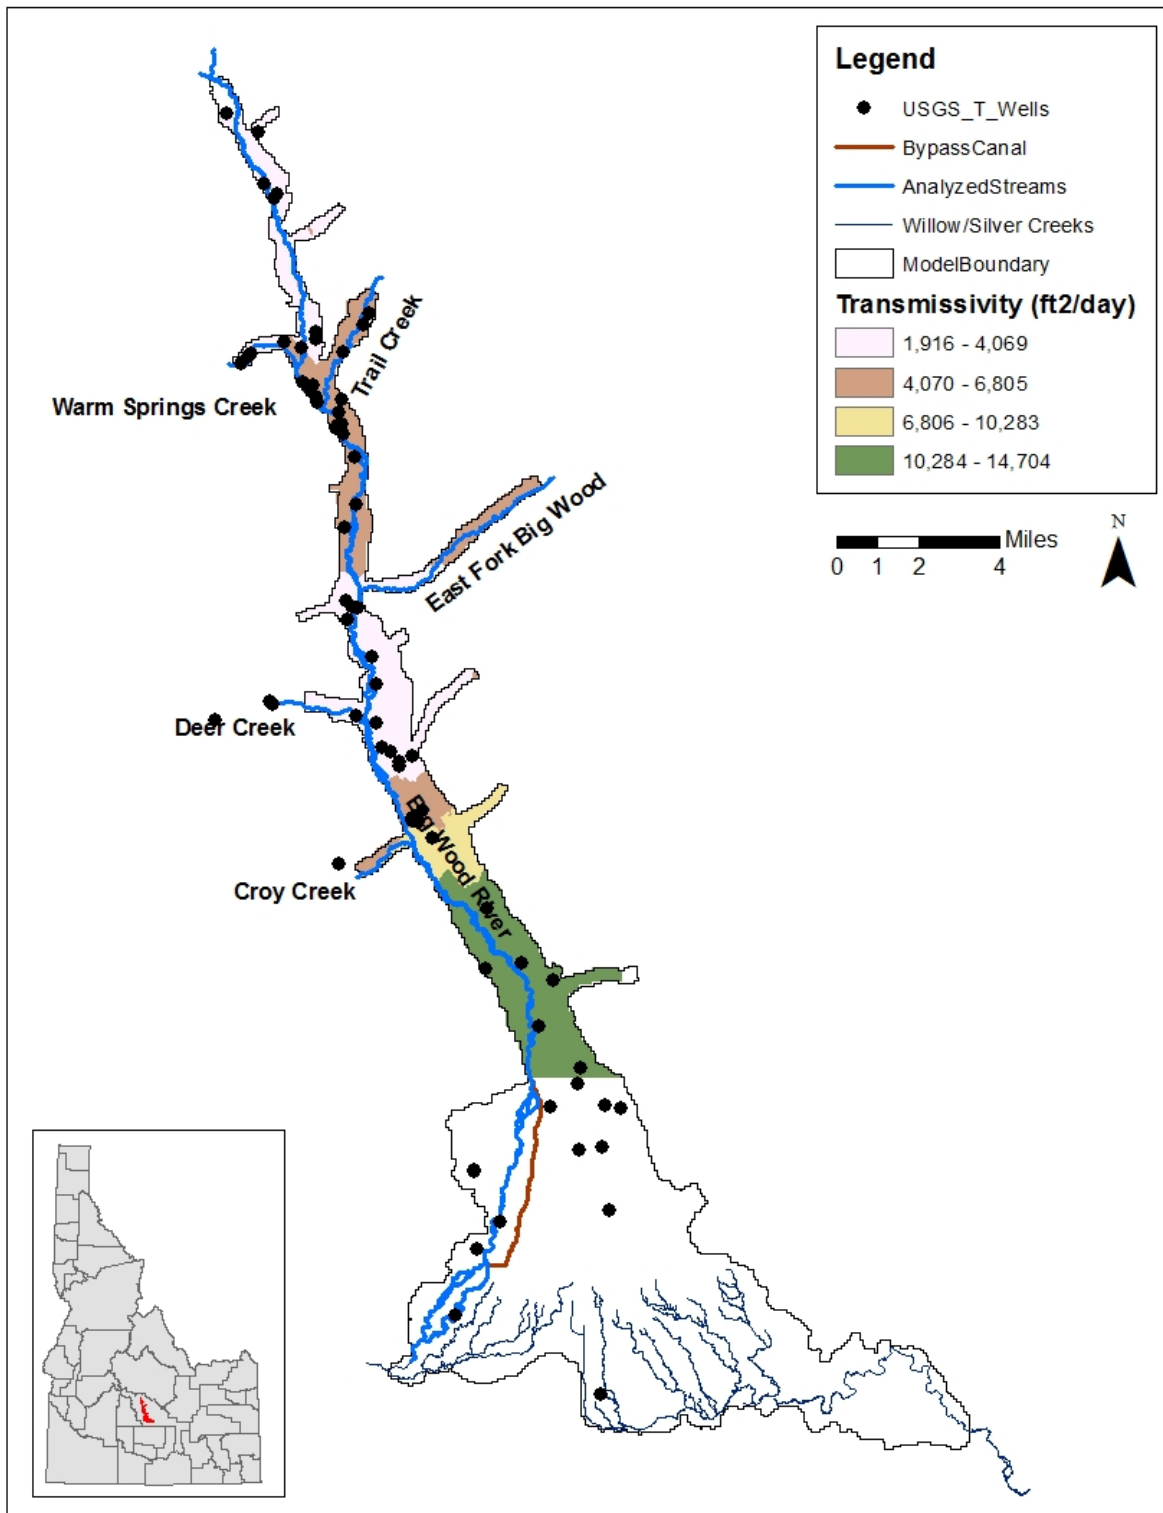 Legend
USGS_T_Wells
BypassCanal
AnalyzedStreams
Willow/Silver Creeks
ModelBoundary
Transmissivity (ft2/day)
1,916 - 4,069
4,070 - 6,805
6,806 - 10,283
10,284 - 14,704
Miles
0 1 2 4
N
Trail Creek
Warm Springs Creek
East Fork Big Wood
Deer Creek
Big Wood River
Croy Creek